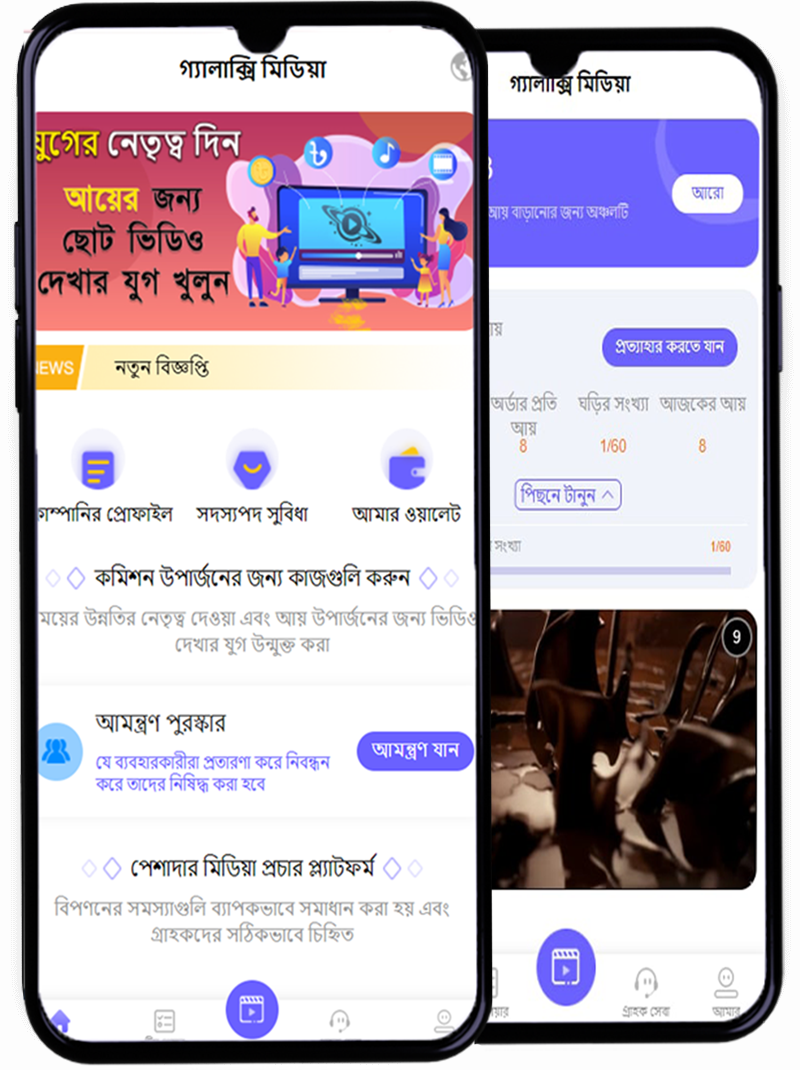 গ্যালাক্সি মিডিয়া
যুগের নেতৃত্ব দিন
আয়ের জন্য
ছোট ভিডিও
দেখার যুগ খুলুন
NEWS
নতুন বিজ্ঞপ্তি
কাম্পানির প্রোফাইল
সদস্যপদ সুবিধা
আমার ওয়ালেট
কমিশন উপার্জনের জন্য কাজগুলি করুন
ময়ের উন্নতির নেতৃত্ব দেওয়া এবং আয় উপার্জনের জন্য ভিডিও
দেখার যুগ উন্মুক্ত করা
আমন্ত্রণ পুরস্কার
যে ব্যবহারকারীরা প্রতারণা করে নিবন্ধন
করে তাদের নিষিদ্ধ করা হবে
আমন্ত্রণ যান
পেশাদার মিডিয়া প্রচার প্ল্যাটফর্ম
বিপণনের সমস্যাগুলি ব্যাপকভাবে সমাধান করা হয় এবং
গ্রাহকদের সঠিকভাবে চিহ্নিত
গ্যালাক্সি মিডিয়া
আরো
আয় বাড়ানোর জন্য অঞ্চলটি
প্রত্যাহার করতে যান
অর্ডার প্রতি
আয়
8
ঘড়ির সংখ্যা
1/60
আজকের আয়
8
পিছনে টানুন
সংখ্যা
1/60
9
গ্রাহক সেবা
আমার